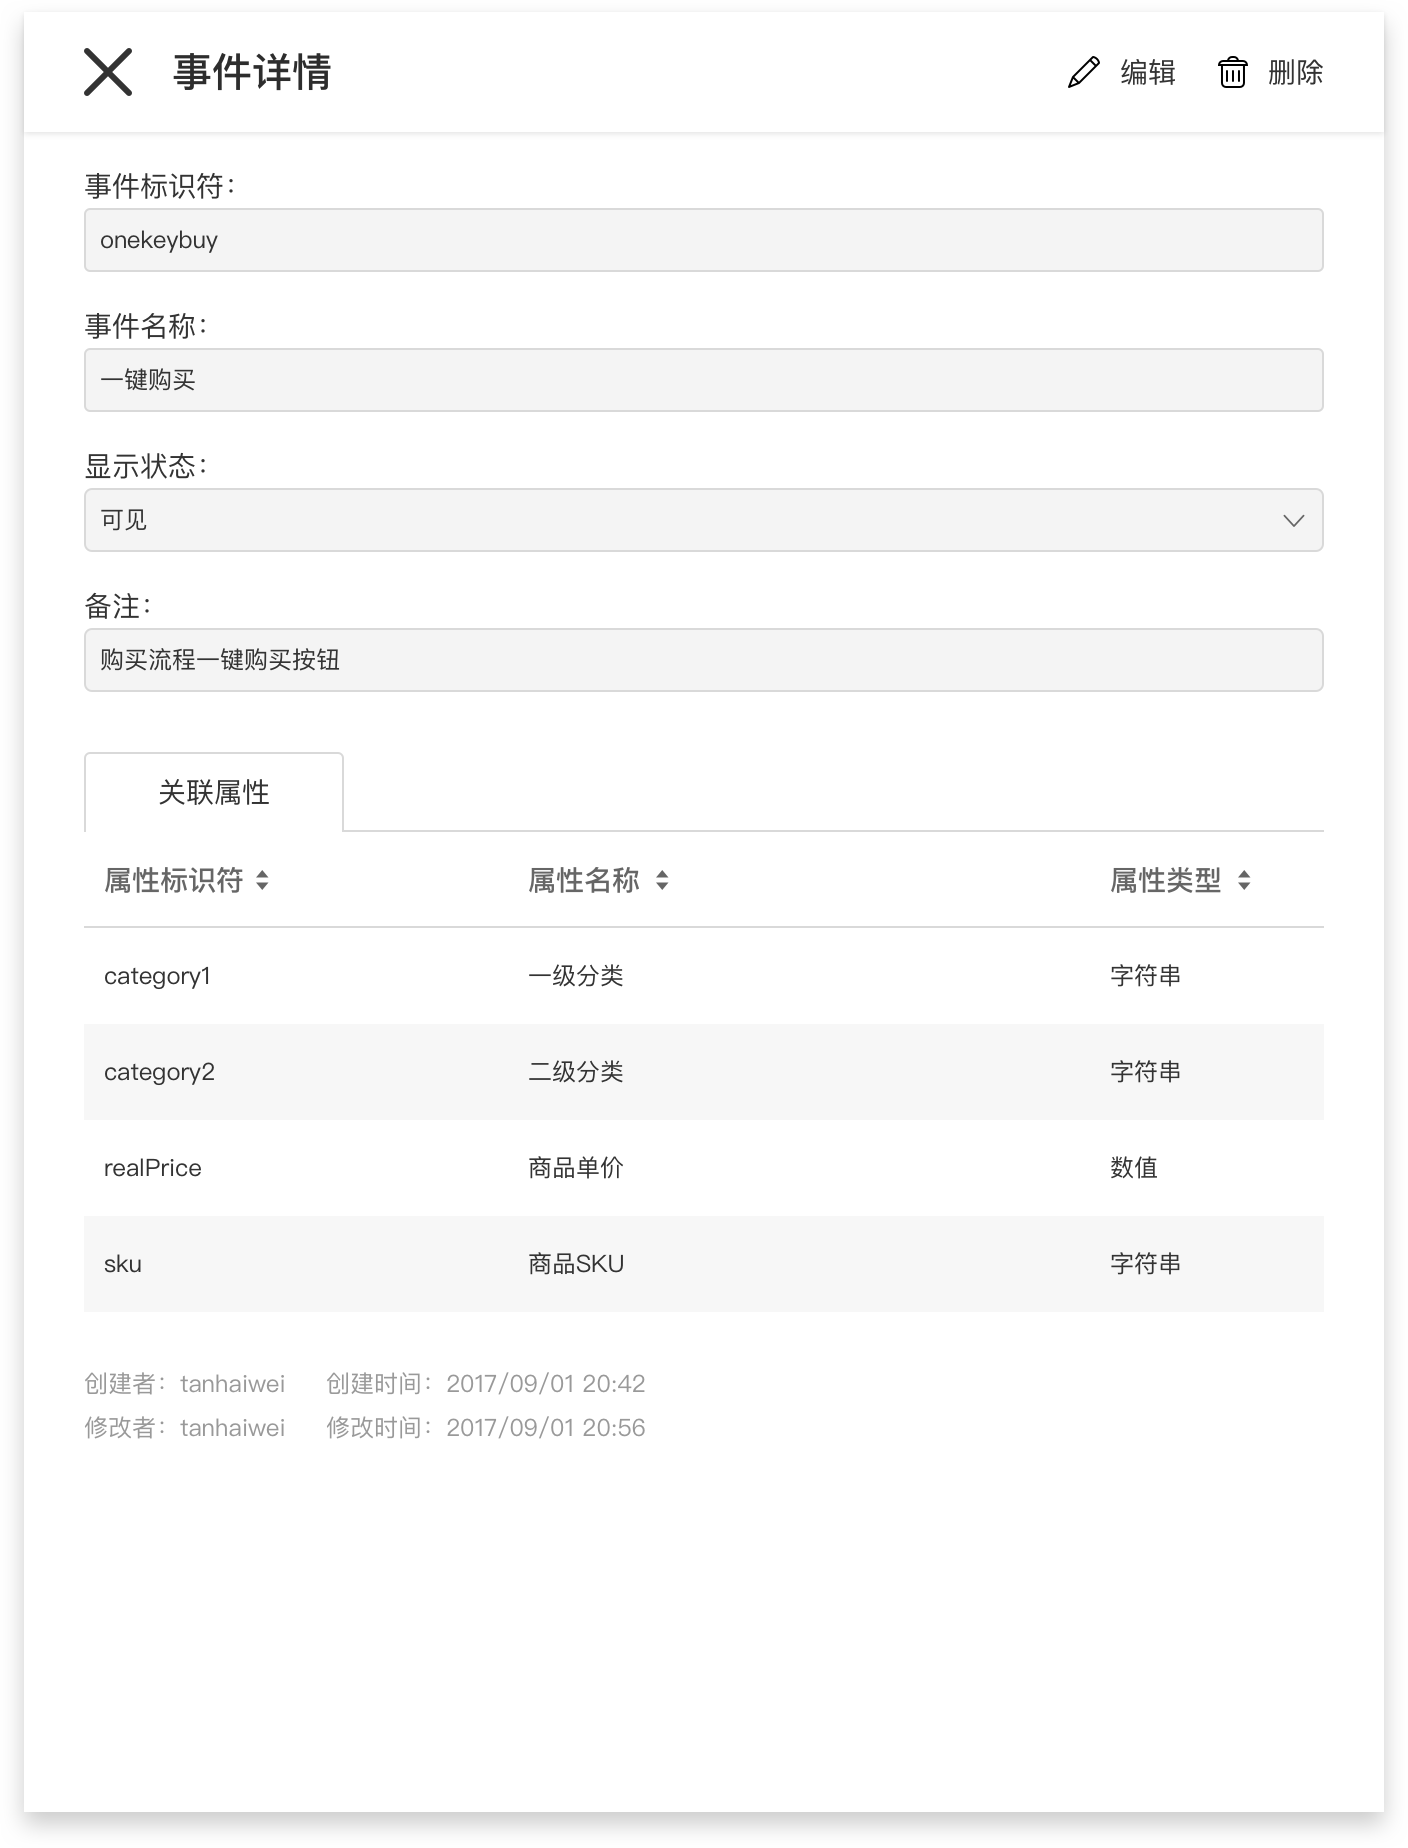 事件详情 编辑 删除
事件标识符：
onekeybuy
事件名称：
一键购买
显示状态：
可见
备注：
购买流程一键购买按钮
关联属性
属性标识符 属性名称 属性类型
category1 一级分类 字符串
category2 二级分类 字符串
realPrice 商品单价 数值
sku 商品SKU 字符串
创建者：tanhaiwei 创建时间：2017/09/01 20:42
修改者：tanhaiwei 修改时间：2017/09/01 20:56